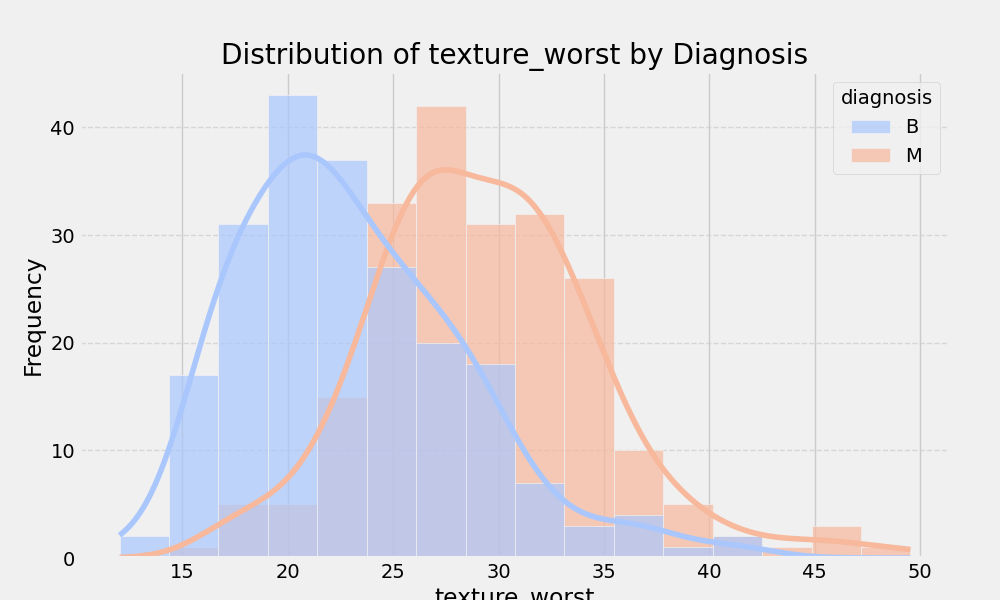 Distribution of texture_worst by Diagnosis
diagnosis
B
M
Frequency
40
30
20
10
0
15 20 25 30 35 40 45 50
texture_worst